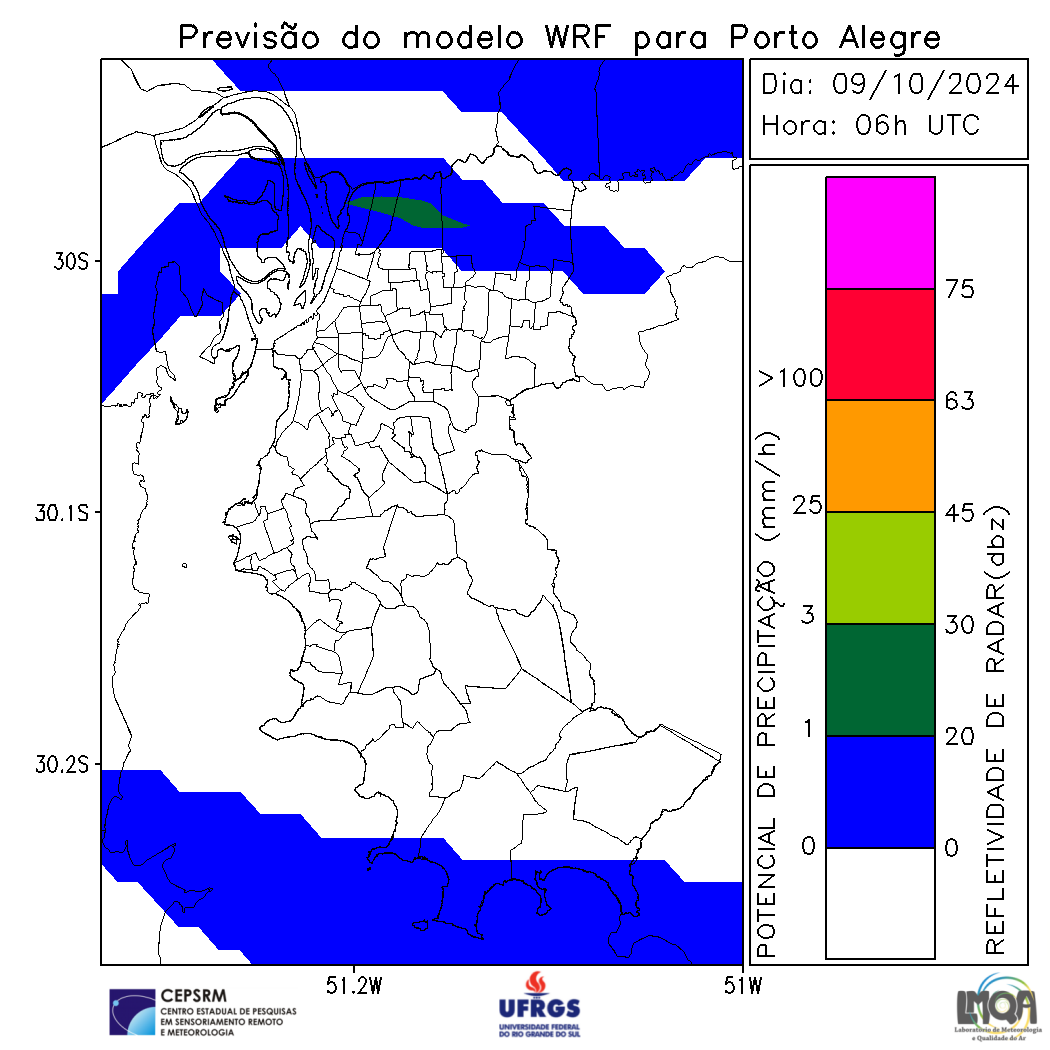 Previsão do modelo WRF para Porto Alegre
Dia: 09/10/2024
Hora: 06h UTC
30S
30.1S
30.2S
51.2W
51W
POTENCIAL DE PRECIPITAÇÃO (mm/h)
>100
25
3
1
0
75
63
45
30
20
0
REFLETIVIDADE DE RADAR(dbz)
CEPSRM
CENTRO ESTADUAL DE PESQUISAS
EM SENSORIAMENTO REMOTO
E METEOROLOGIA
UFRGS
UNIVERSIDADE FEDERAL
DO RIO GRANDE DO SUL
LMQA
Laboratório de Meteorologia
e Qualidade do Ar